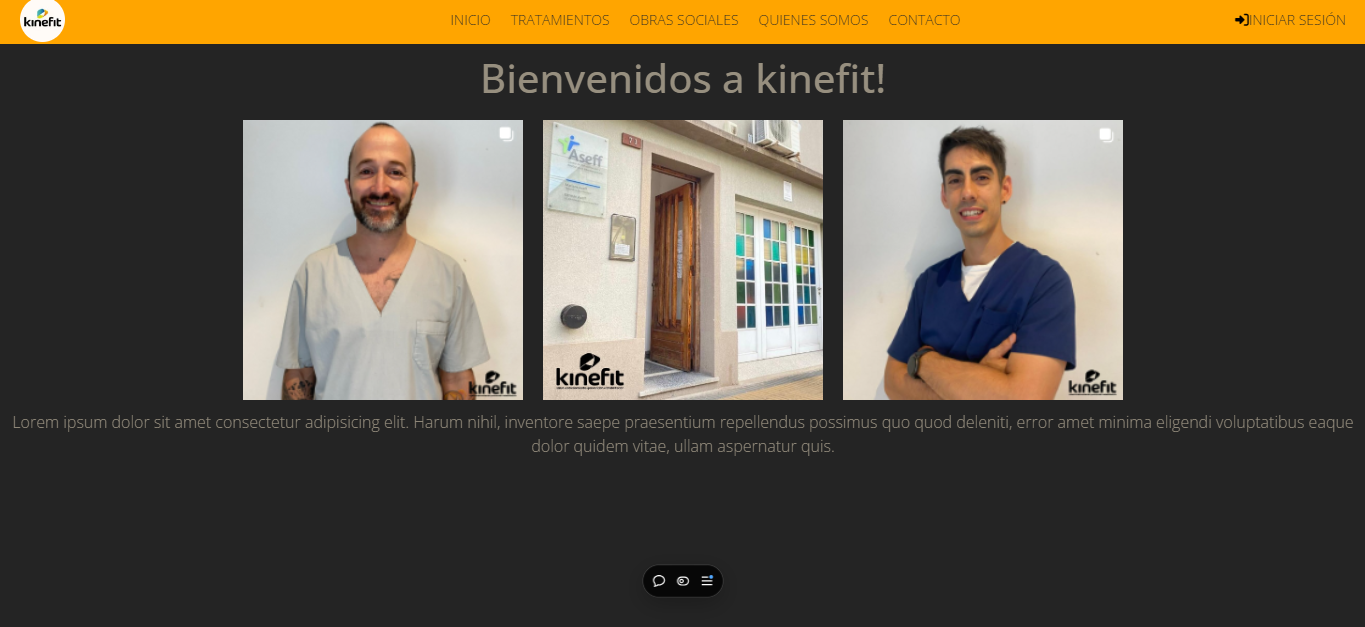 kinefit
INICIO TRATAMIENTOS OBRAS SOCIALES QUIENES SOMOS CONTACTO
INICIAR SESIÓN
Bienvenidos a kinefit!
Aseff
kinefit
kinefit
kinefit
Lorem ipsum dolor sit amet consectetur adipisicing elit. Harum nihil, inventore saepe praesentium repellendus possimus quo quod deleniti, error amet minima eligendi voluptatibus eaque
dolor quidem vitae, ullam aspernatur quis.